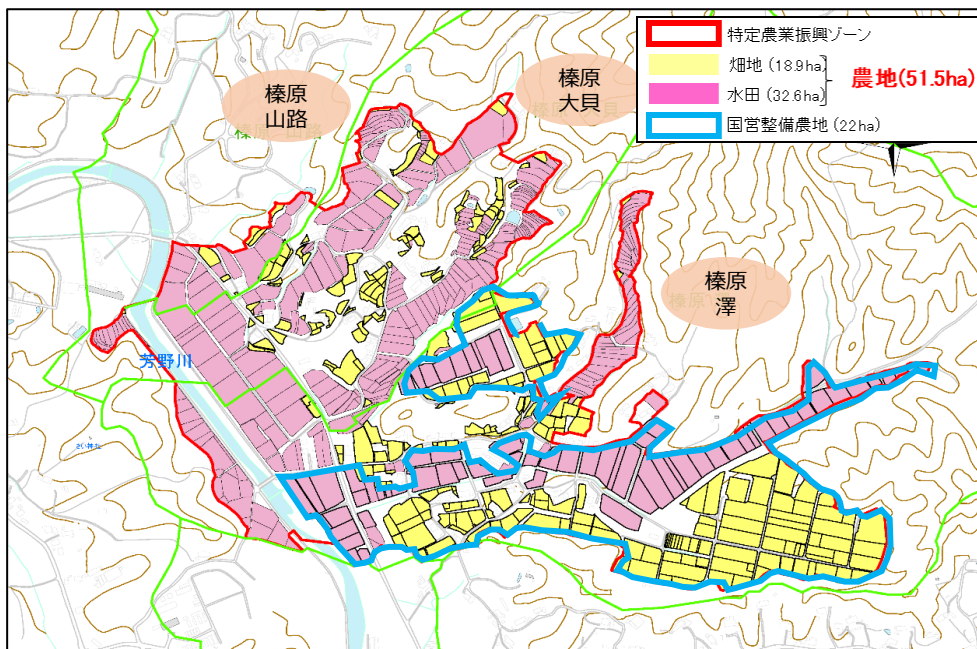 特定農業振興ゾーン
畑地 (18.9ha)
水田 (32.6ha)
農地(51.5ha)
国営整備農地 (22ha)
榛原
山路
榛原
大貝
榛原
澤
芳野川